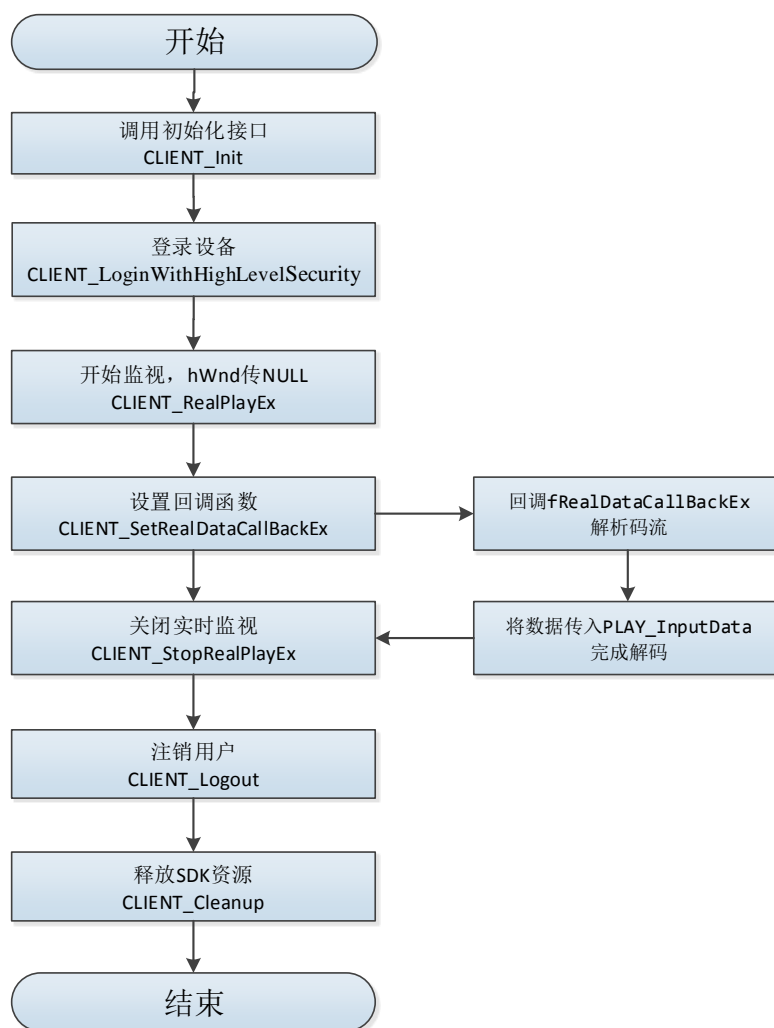 开始
调用初始化接口
CLIENT_Init
登录设备
CLIENT_LoginWithHighLevelSecurity
开始监视，hWnd传NULL
CLIENT_RealPlayEx
设置回调函数
CLIENT_SetRealDataCallBackEx
回调fRealDataCallBackEx
解析码流
关闭实时监视
CLIENT_StopRealPlayEx
将数据传入PLAY_InputData
完成解码
注销用户
CLIENT_Logout
释放SDK资源
CLIENT_Cleanup
结束